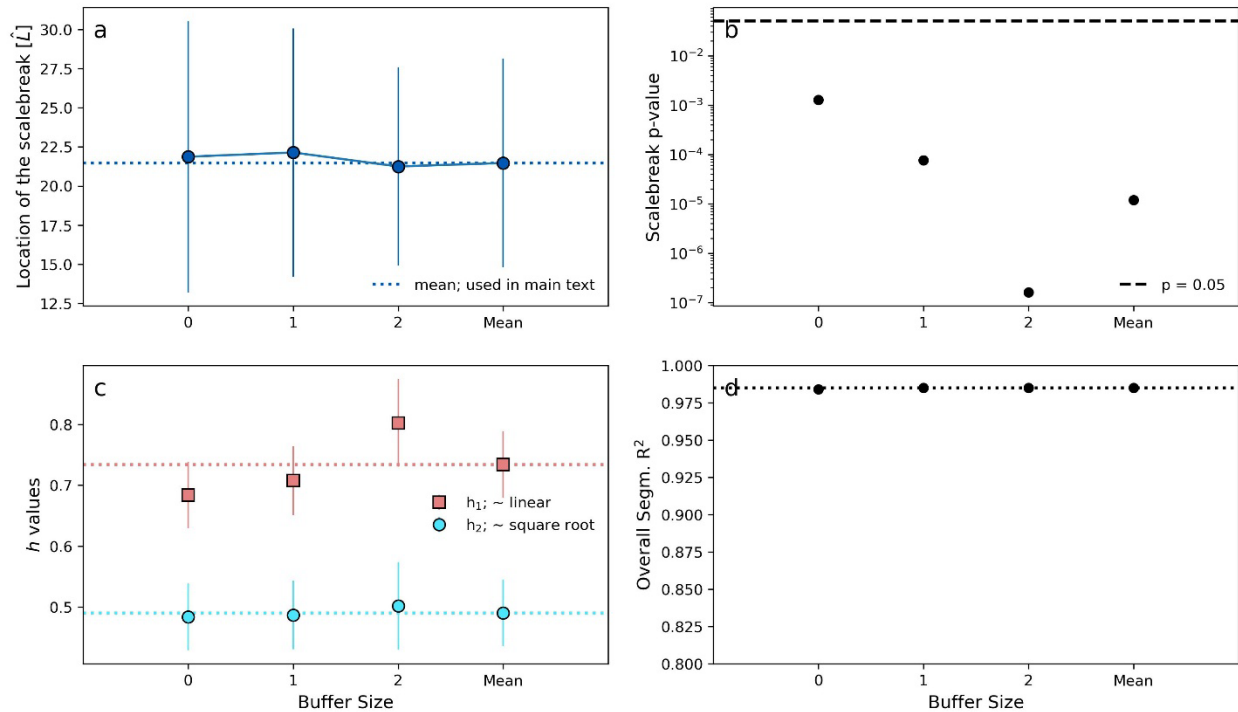 a
Location of the scalebreak [L̂]
30.0
27.5
25.0
22.5
20.0
17.5
15.0
12.5
mean; used in main text
0
1
2
Mean
b
Scalebreak p-value
10⁻²
10⁻³
10⁻⁴
10⁻⁵
10⁻⁶
10⁻⁷
p = 0.05
0
1
2
Mean
c
h values
0.8
0.7
0.6
0.5
h₁; ~ linear
h₂; ~ square root
0
1
2
Mean
Buffer Size
d
Overall Segm. R²
1.000
0.975
0.950
0.925
0.900
0.875
0.850
0.825
0.800
0
1
2
Mean
Buffer Size